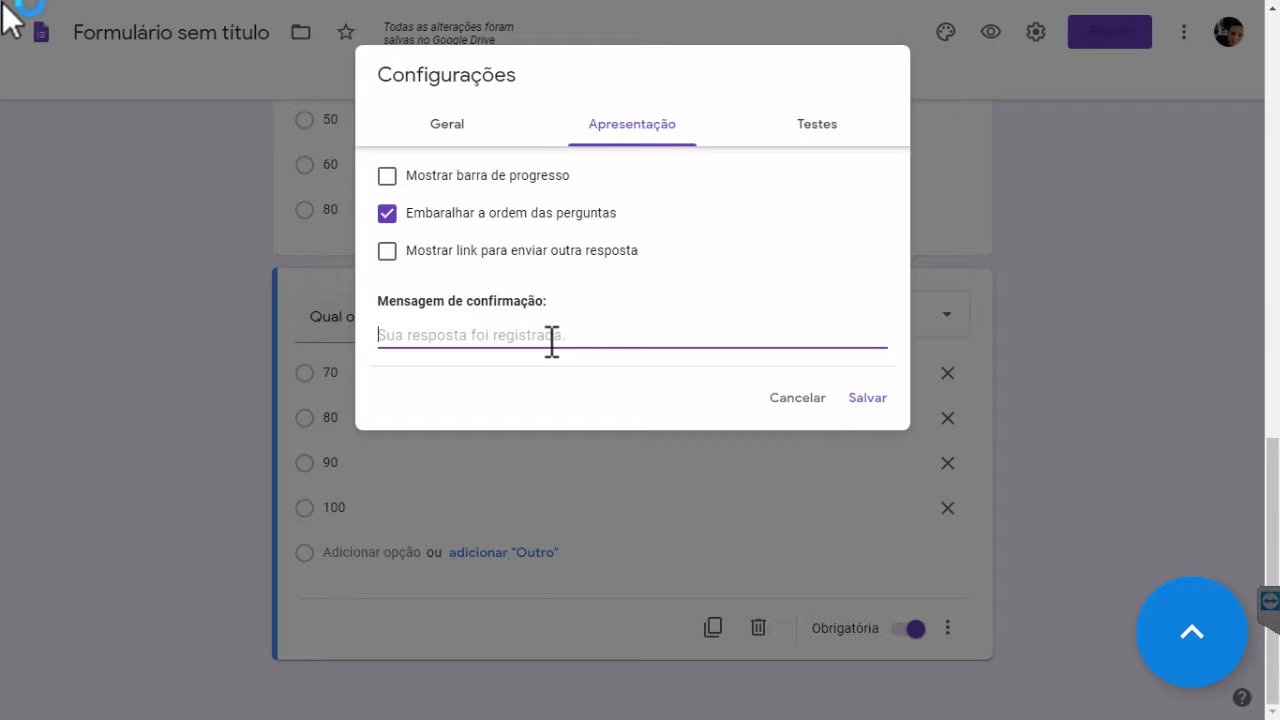 Formulário sem título
Todas as alterações foram
salvas no Google Drive
Configurações
Geral
Apresentação
Testes
Mostrar barra de progresso
Embaralhar a ordem das perguntas
Mostrar link para enviar outra resposta
Mensagem de confirmação:
Sua resposta foi registrada.
Cancelar
Salvar
50
60
80
Qual o
70
80
90
100
Adicionar opção ou adicionar "Outro"
Obrigatória